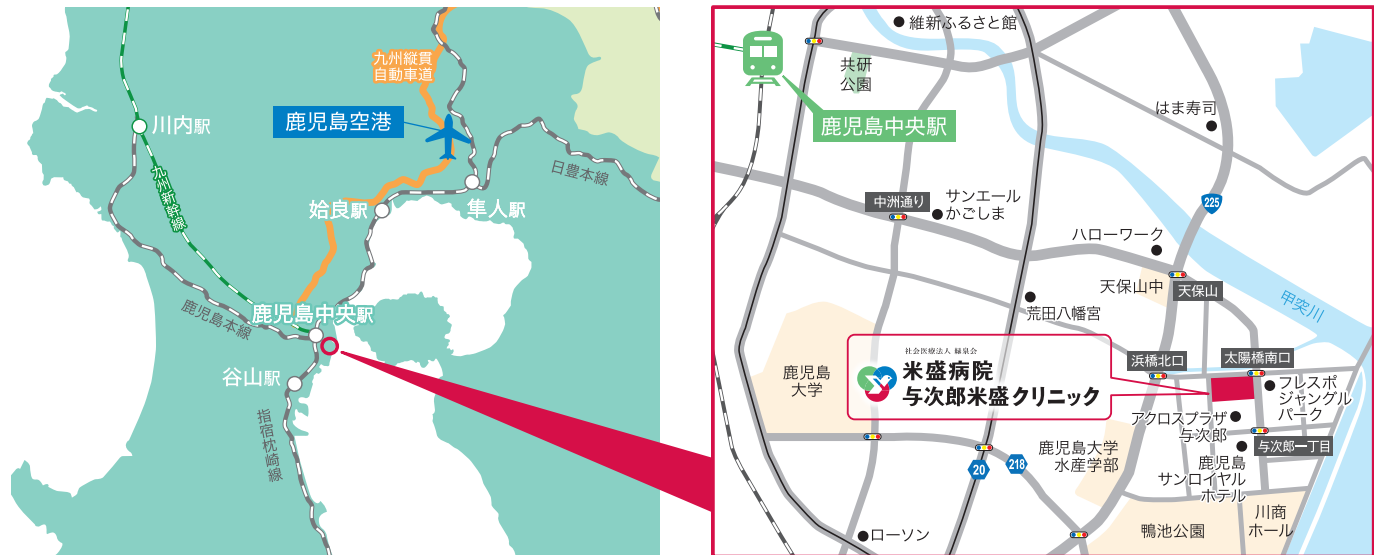 九州縦貫
自動車道
鹿児島空港
川内駅
九州新幹線
日豊本線
姶良駅
隼人駅
鹿児島中央駅
鹿児島本線
谷山駅
指宿枕崎線
維新ふるさと館
共研
公園
鹿児島中央駅
はま寿司
中洲通り
サンエール
かごしま
225
ハローワーク
天保山中
天保山
甲突川
荒田八幡宮
社会医療法人 緑泉会
米盛病院
与次郎米盛クリニック
浜橋北口
太陽橋南口
鹿児島
大学
フレスポ
ジャングル
パーク
アクロスプラザ
与次郎
与次郎一丁目
鹿児島大学
水産学部
鹿児島
サンロイヤル
ホテル
20
218
ローソン
鴨池公園
川商
ホール